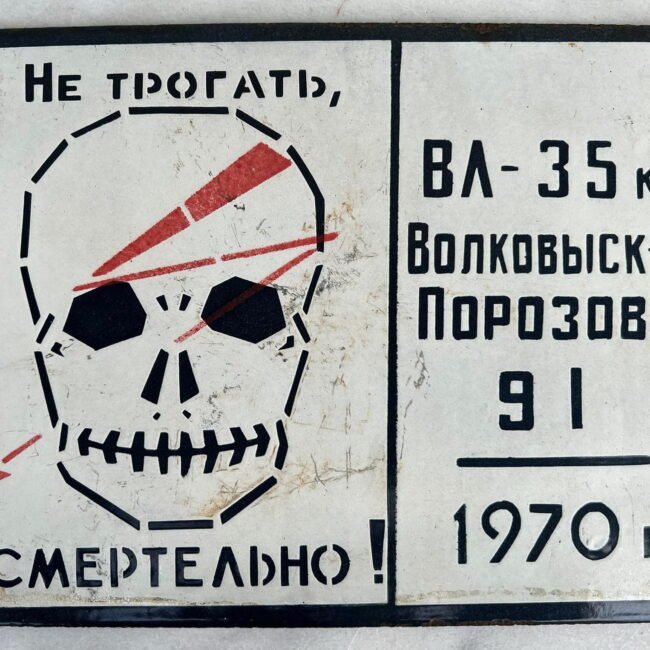 Не трогать,
смертельно!
ВЛ-35 к
Волковыск-
Порозов
91
1970 г